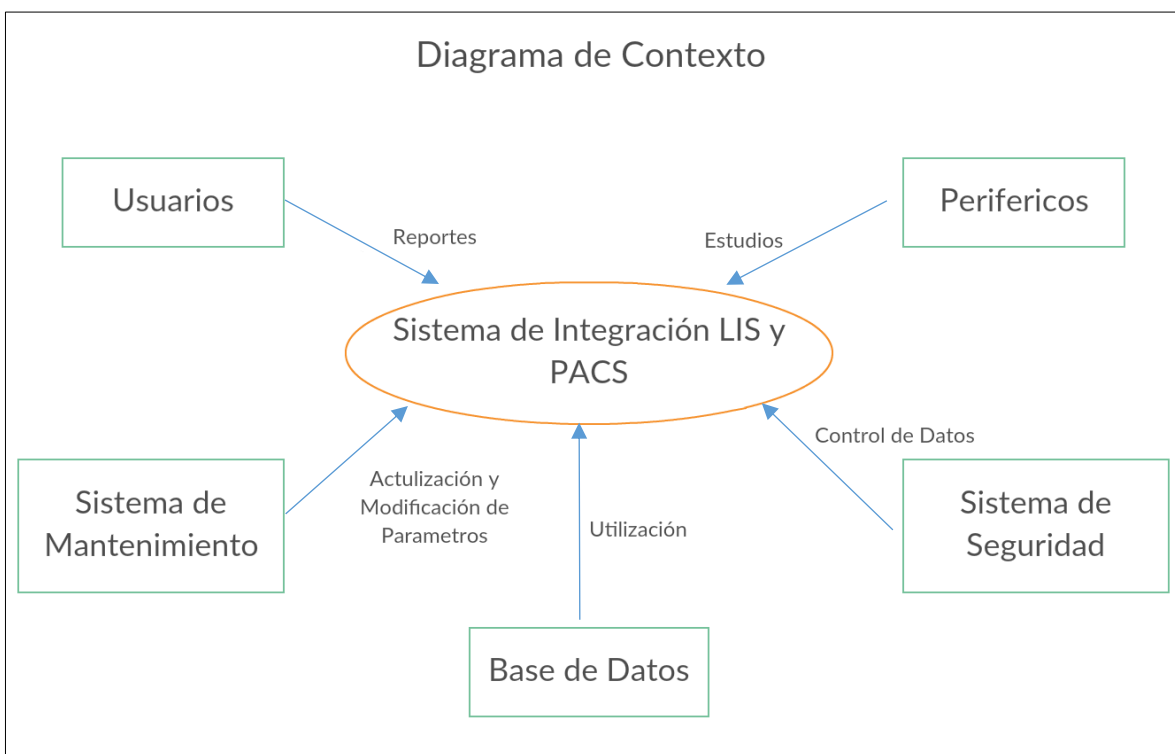 Diagrama de Contexto
Usuarios
Perifericos
Reportes
Estudios
Sistema de Integración LIS y
PACS
Control de Datos
Sistema de
Mantenimiento
Actulización y
Modificación de
Parametros
Utilización
Sistema de
Seguridad
Base de Datos